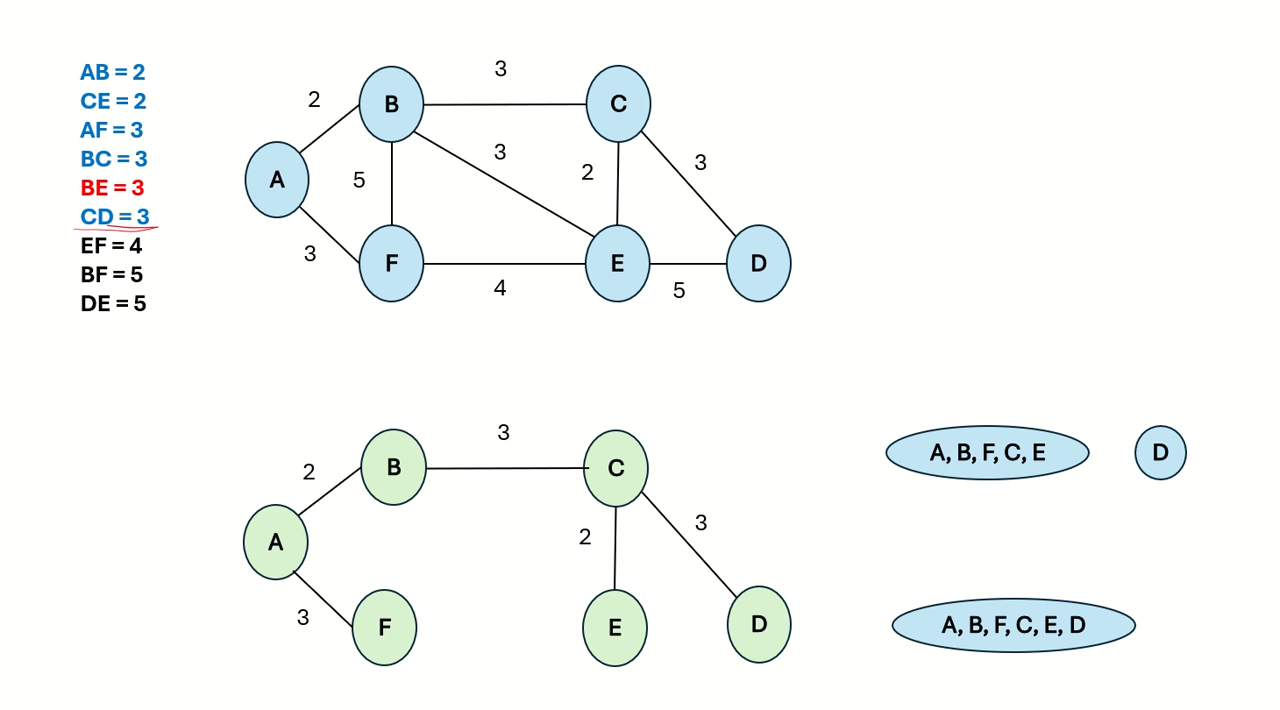 AB = 2
CE = 2
AF = 3
BC = 3
BE = 3
CD = 3
EF = 4
BF = 5
DE = 5
3
2
B
C
3
3
2
A
5
3
F
E
D
4
5
3
2
B
C
A
2
3
3
F
E
D
A, B, F, C, E
D
A, B, F, C, E, D